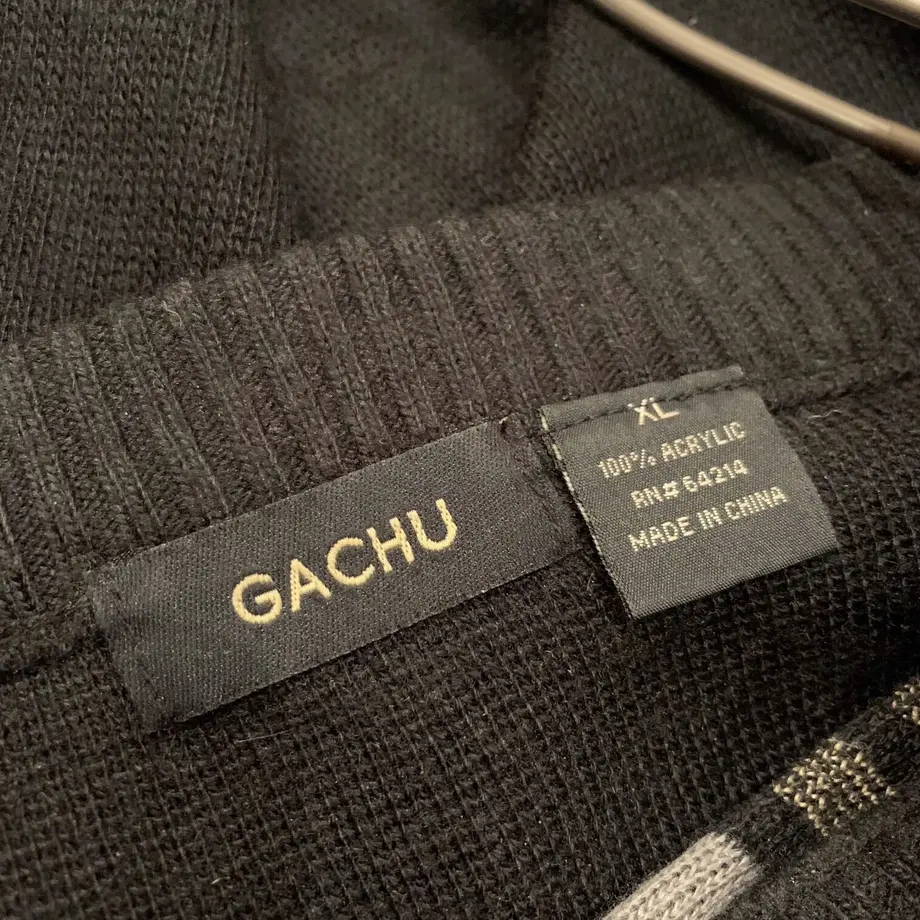 GACHU
XL
100% ACRYLIC
RN#64214
MADE IN CHINA